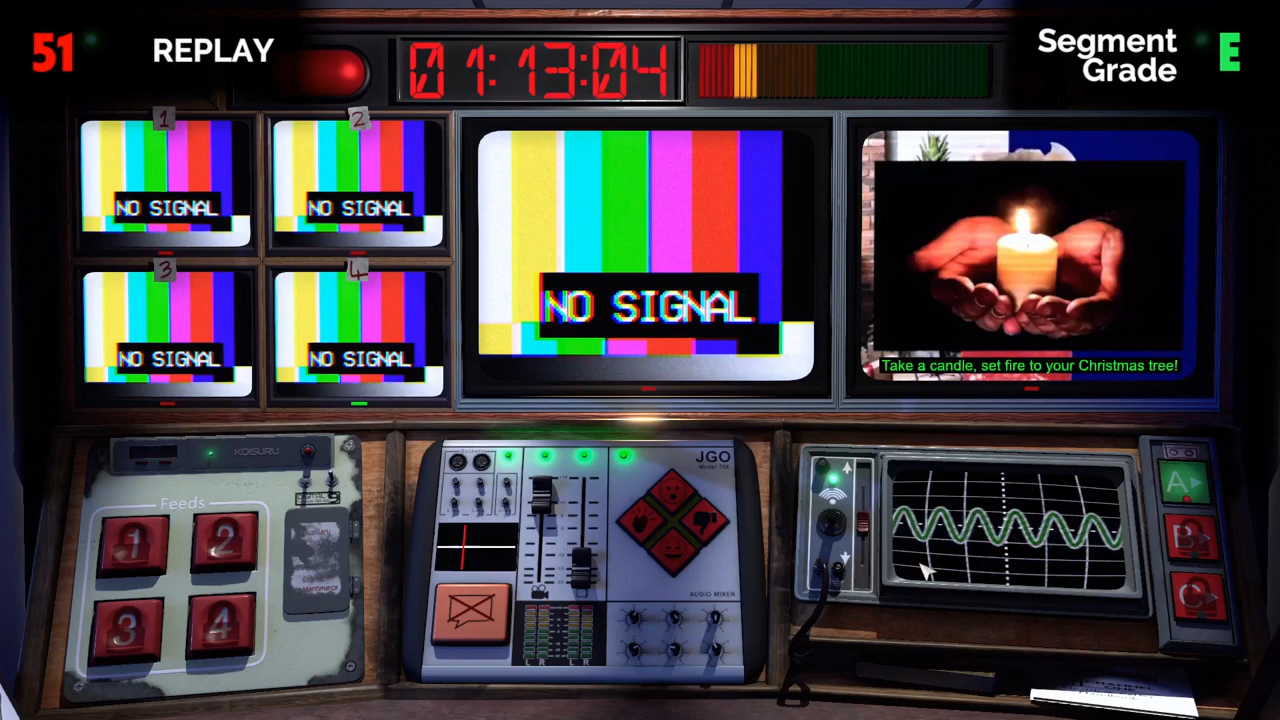 51
REPLAY
01:13:04
Segment
Grade
E
1
2
NO SIGNAL
NO SIGNAL
3
4
NO SIGNAL
NO SIGNAL
NO SIGNAL
Take a candle, set fire to your Christmas tree!
KOISURU
Feeds
1
2
3
4
JGO
AUDIO MIXER
L R
L R
A
B
C